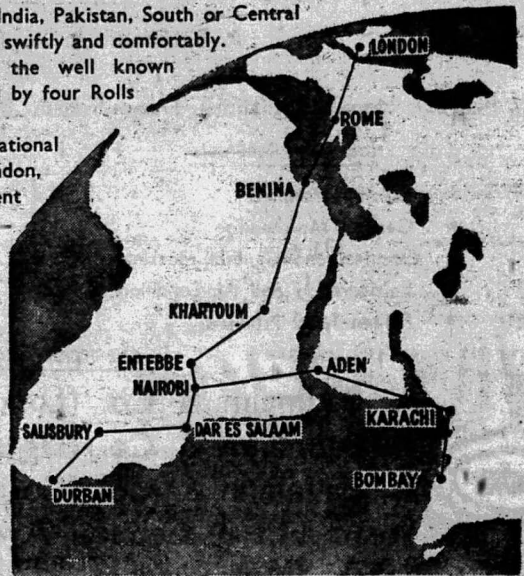 India, Pakistan, South or Central
swiftly and comfortably.
the well known
by four Rolls
ational
ndon,
ent
LONDON
ROME
BENINA
KHARTOUM
ENTEBBE
NAIROBI
ADEN
KARACHI
SALISBURY
DAR ES SALAAM
BOMBAY
DURBAN